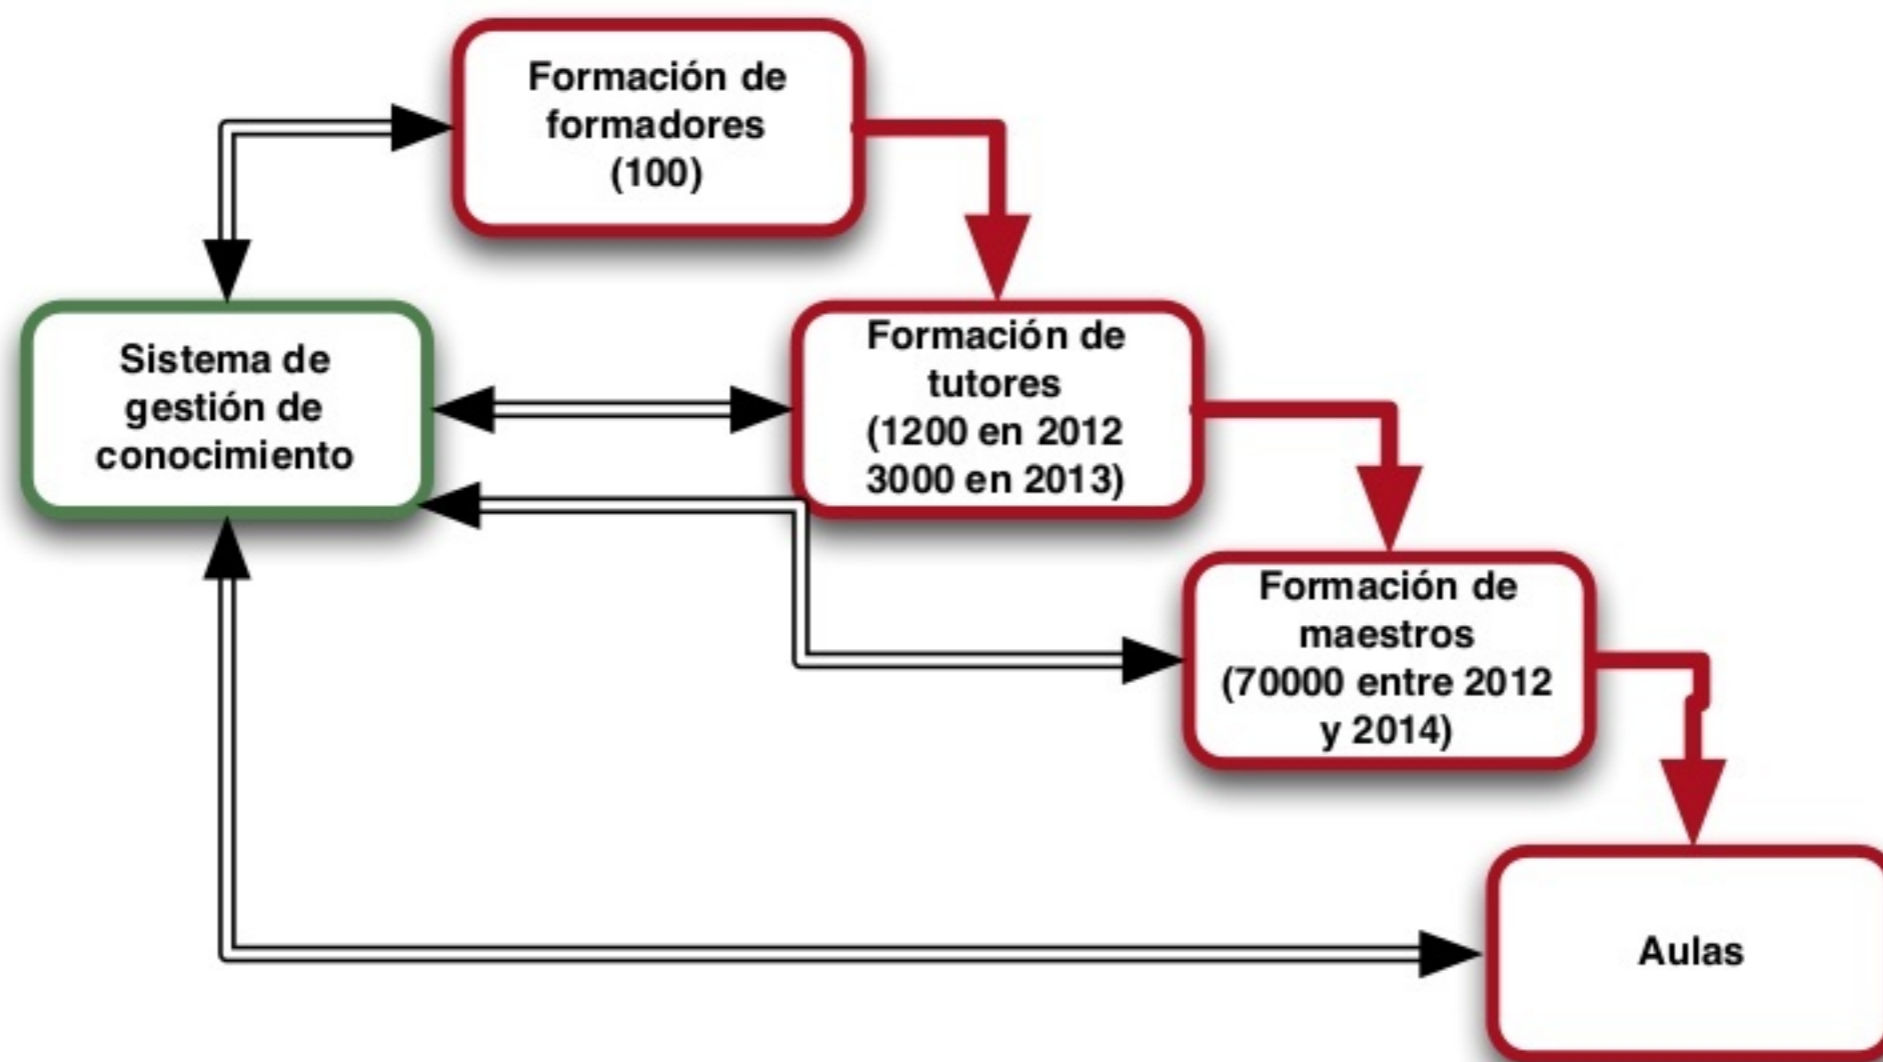 Formación de
formadores
(100)
Sistema de
gestión de
conocimiento
Formación de
tutores
(1200 en 2012
3000 en 2013)
Formación de
maestros
(70000 entre 2012
y 2014)
Aulas